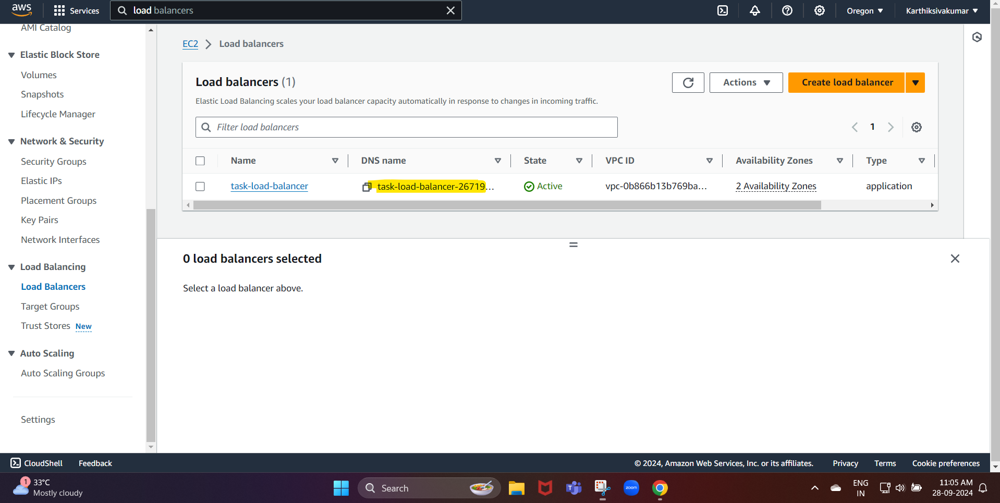 aws
Services
load balancers
Oregon
Karthiksivakumar
AMI Catalog
Elastic Block Store
Volumes
Snapshots
Lifecycle Manager
Network & Security
Security Groups
Elastic IPs
Placement Groups
Key Pairs
Network Interfaces
Load Balancing
Load Balancers
Target Groups
Trust Stores New
Auto Scaling
Auto Scaling Groups
Settings
EC2 > Load balancers
Load balancers (1)
Actions
Create load balancer
Elastic Load Balancing scales your load balancer capacity automatically in response to changes in incoming traffic.
Filter load balancers
1
Name DNS name State VPC ID Availability Zones Type
task-load-balancer task-load-balancer-26719... Active vpc-0b866b13b769ba... 2 Availability Zones application
0 load balancers selected
Select a load balancer above.
CloudShell Feedback © 2024, Amazon Web Services, Inc. or its affiliates. Privacy Terms Cookie preferences
1
33°C
Mostly cloudy
Search
T
zoom
ENG
IN
11:05 AM
28-09-2024